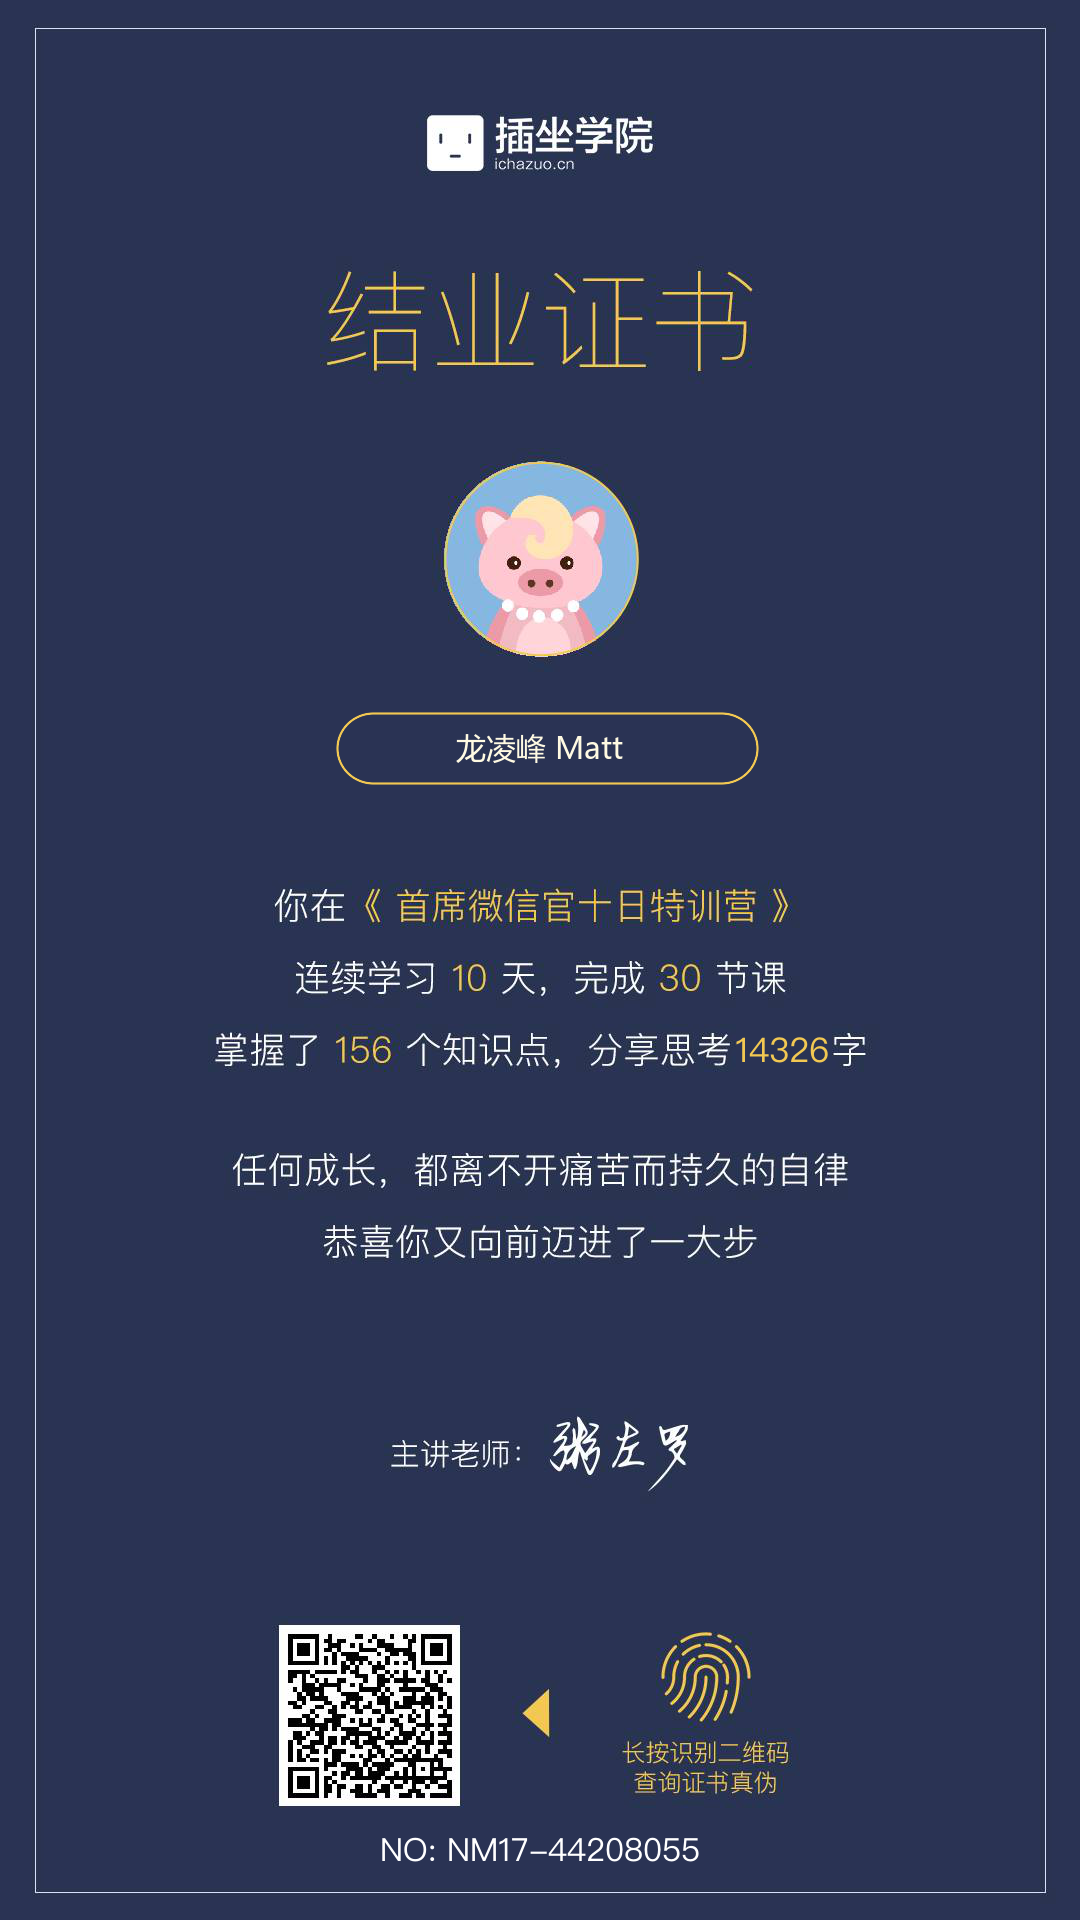 插坐学院
ichazuo.cn
结业证书
龙凌峰 Matt
你在《 首席微信官十日特训营 》
连续学习 10 天，完成 30 节课
掌握了 156 个知识点，分享思考14326字
任何成长，都离不开痛苦而持久的自律
恭喜你又向前迈进了一大步
主讲老师：粥左罗
长按识别二维码
查询证书真伪
NO: NM17-44208055